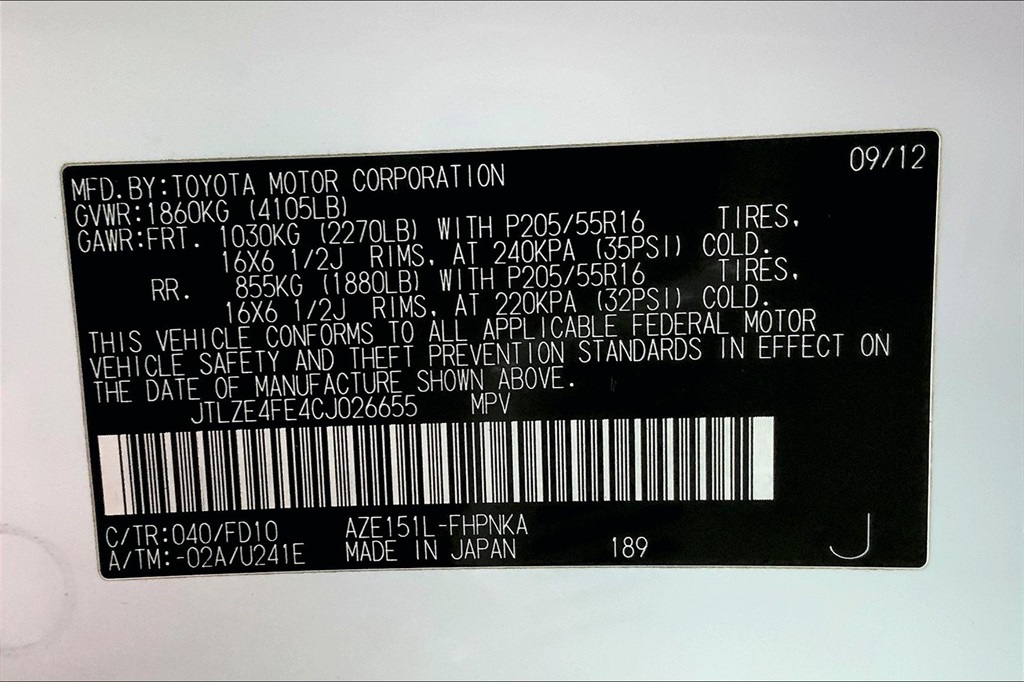 09/12
MFD.BY:TOYOTA MOTOR CORPORATION
GVWR:1860KG (4105LB)
GAWR:FRT. 1030KG (2270LB) WITH P205/55R16 TIRES,
16X6 1/2J RIMS, AT 240KPA (35PSI) COLD.
RR. 855KG (1880LB) WITH P205/55R16 TIRES,
16X6 1/2J RIMS, AT 220KPA (32PSI) COLD.
THIS VEHICLE CONFORMS TO ALL APPLICABLE FEDERAL MOTOR
VEHICLE SAFETY AND THEFT PREVENTION STANDARDS IN EFFECT ON
THE DATE OF MANUFACTURE SHOWN ABOVE.
JTLZE4FE4CJ026655 MPV
C/TR:040/FD10 AZE151L-FHPNKA
A/TM:-02A/U241E MADE IN JAPAN 189 J